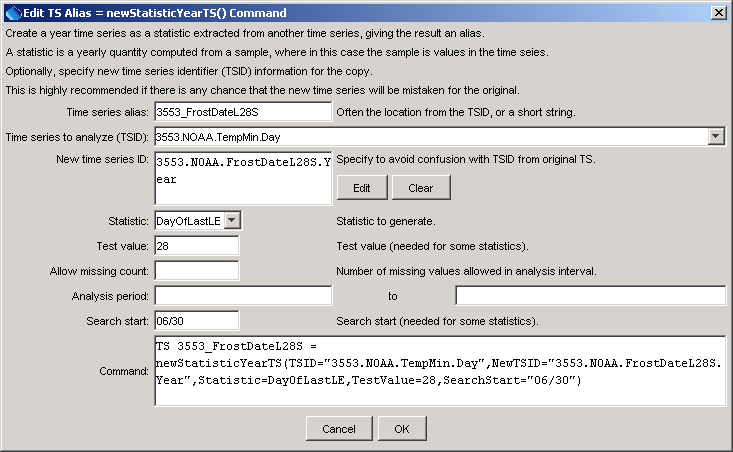 Edit TS Alias = newStatisticYearTS() Command
Create a year time series as a statistic extracted from another time series, giving the result an alias.
A statistic is a yearly quantity computed from a sample, where in this case the sample is values in the time seies.
Optionally, specify new time series identifier (TSID) information for the copy.
This is highly recommended if there is any chance that the new time series will be mistaken for the original.
Time series alias: 3553_FrostDateL28S Often the location from the TSID, or a short string.
Time series to analyze (TSID): 3553.NOAA.TempMin.Day
New time series ID: 3553.NOAA.FrostDateL28S.Y Specify to avoid confusion with TSID from original TS.
ear
Edit Clear
Statistic: DayOfLastLE Statistic to generate.
Test value: 28 Test value (needed for some statistics).
Allow missing count: Number of missing values allowed in analysis interval.
Analysis period: to
Search start: 06/30 Search start (needed for some statistics).
TS 3553_FrostDateL28S =
newStatisticYearTS(TSID="3553.NOAA.TempMin.Day",NewTSID="3553.NOAA.FrostDateL28S.
Command: Year",Statistic=DayOfLastLE,TestValue=28,SearchStart="06/30")
Cancel OK